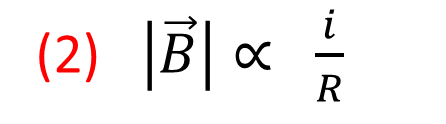 (2) |B⃗| ∝ i/R